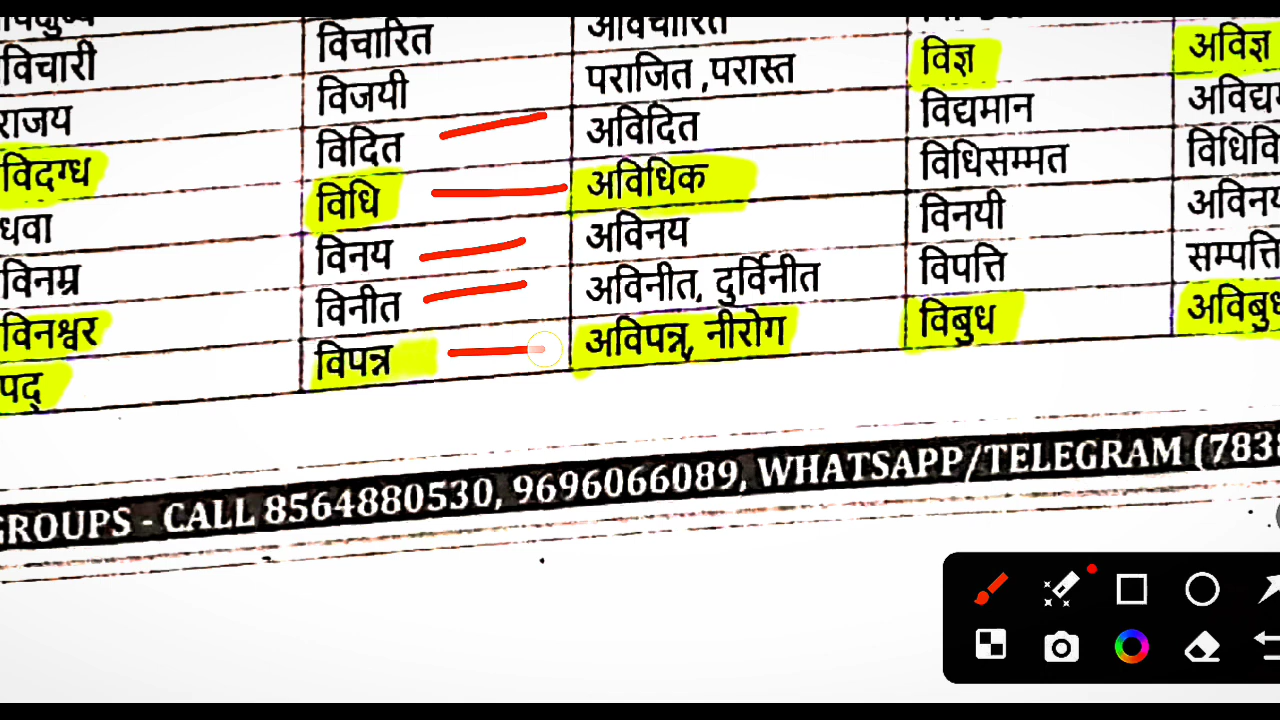 विचारी विचारित अविचारित
राजय विजयी पराजित ,परास्त विज्ञ अविज्ञ
विदग्ध विदित अविदित विद्यमान
धवा विधि अविधिक विधिसम्मत
विनम्र विनय अविनय विनयी
विनश्वर विनीत अविनीत, दुर्विनीत विपत्ति सम्पत्ति
पद् विपन्न अविपन्न, नीरोग विबुध
GROUPS - CALL 8564880530, 9696066089, WHATSAPP/TELEGRAM (783